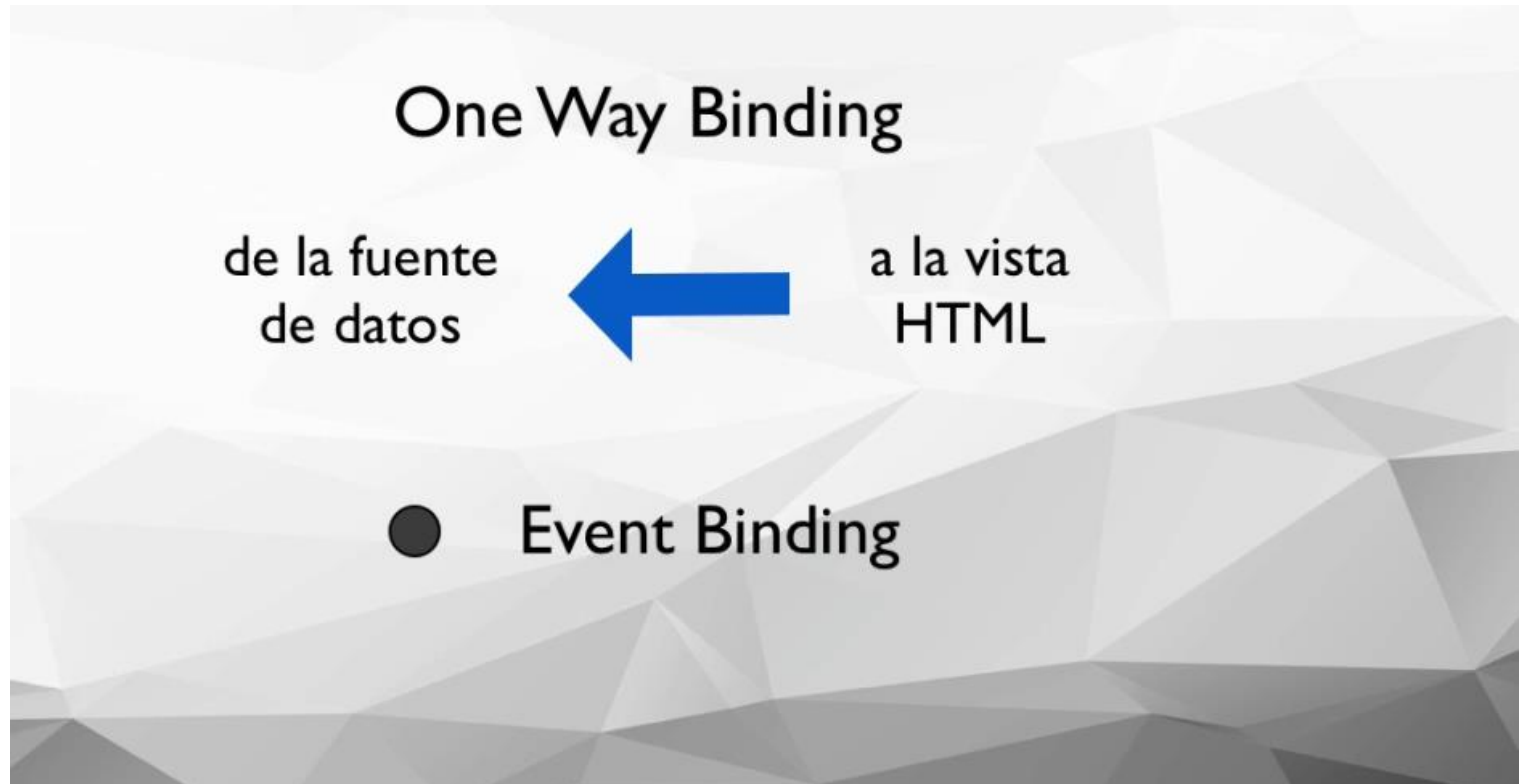 One Way Binding
de la fuente
de datos
a la vista
HTML
Event Binding